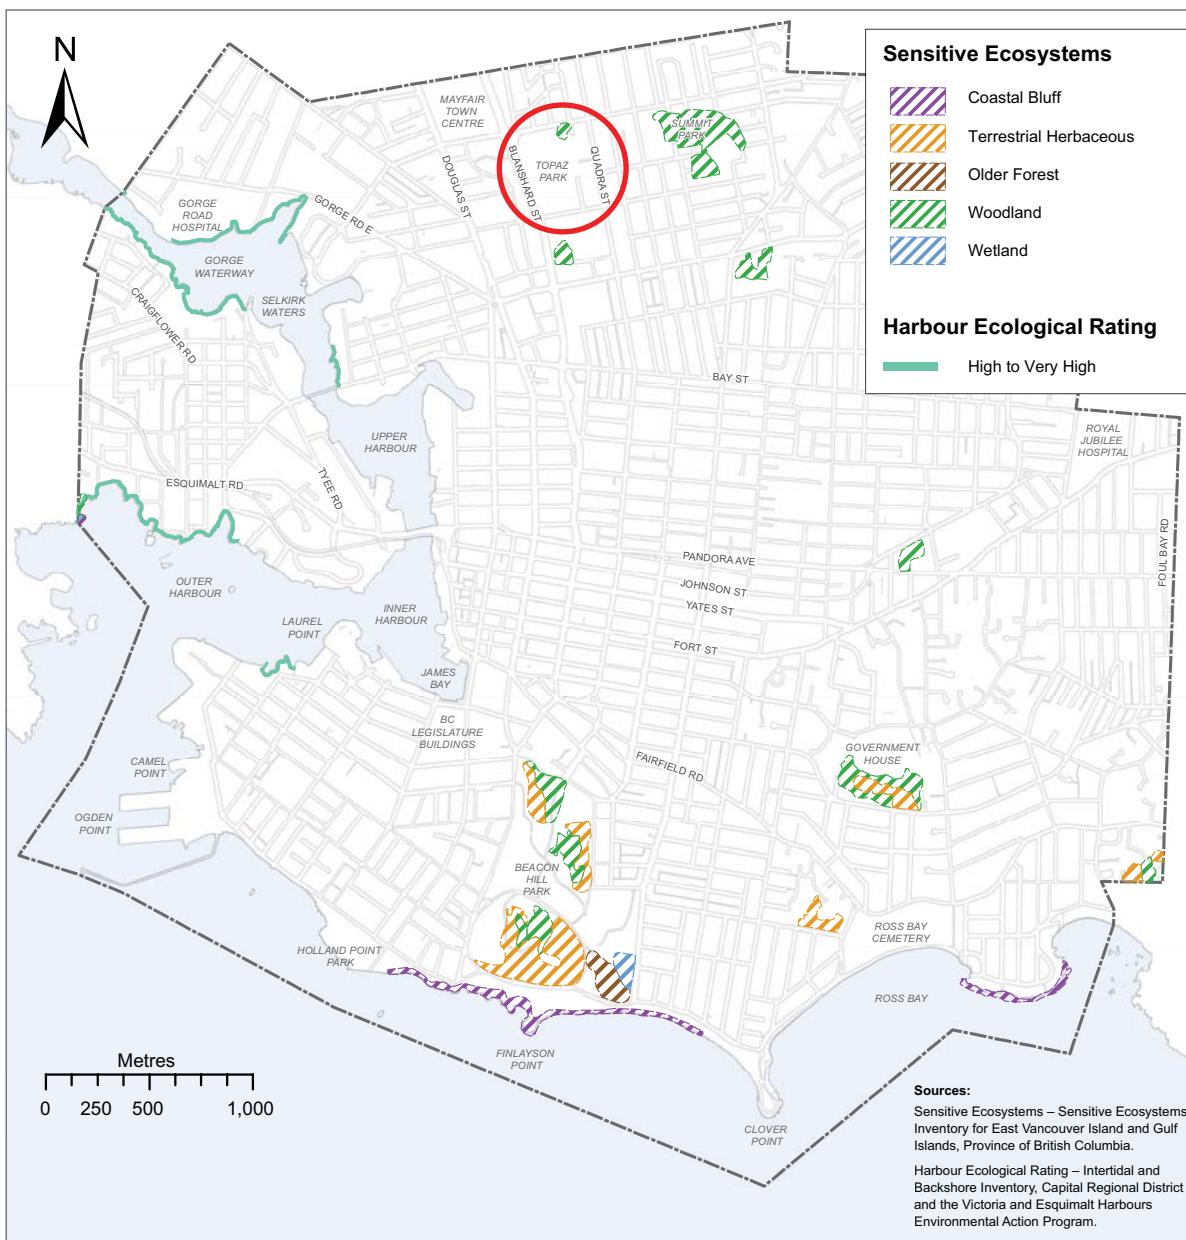 N
MAYFAIR
TOWN
CENTRE
SUMMIT
PARK
TOPAZ
PARK
BLANSHARD ST
QUADRA ST
DOUGLAS ST
GORGE RD E
GORGE
ROAD
HOSPITAL
GORGE
WATERWAY
SELKIRK
WATERS
CRAIGFLOWER RD
BAY ST
UPPER
HARBOUR
ROYAL
JUBILEE
HOSPITAL
ESQUIMALT RD
TYEE RD
FOUL BAY RD
PANDORA AVE
JOHNSON ST
YATES ST
FORT ST
OUTER
HARBOUR
LAUREL
POINT
INNER
HARBOUR
JAMES
BAY
BC
LEGISLATURE
BUILDINGS
FAIRFIELD RD
GOVERNMENT
HOUSE
CAMEL
POINT
OGDEN
POINT
BEACON
HILL
PARK
HOLLAND POINT
PARK
ROSS BAY
CEMETERY
ROSS BAY
FINLAYSON
POINT
CLOVER
POINT
Sensitive Ecosystems
Coastal Bluff
Terrestrial Herbaceous
Older Forest
Woodland
Wetland
Harbour Ecological Rating
High to Very High
Metres
0 250 500 1,000
Sources:
Sensitive Ecosystems – Sensitive Ecosystems
Inventory for East Vancouver Island and Gulf
Islands, Province of British Columbia.
Harbour Ecological Rating – Intertidal and
Backshore Inventory, Capital Regional District
and the Victoria and Esquimalt Harbours
Environmental Action Program.